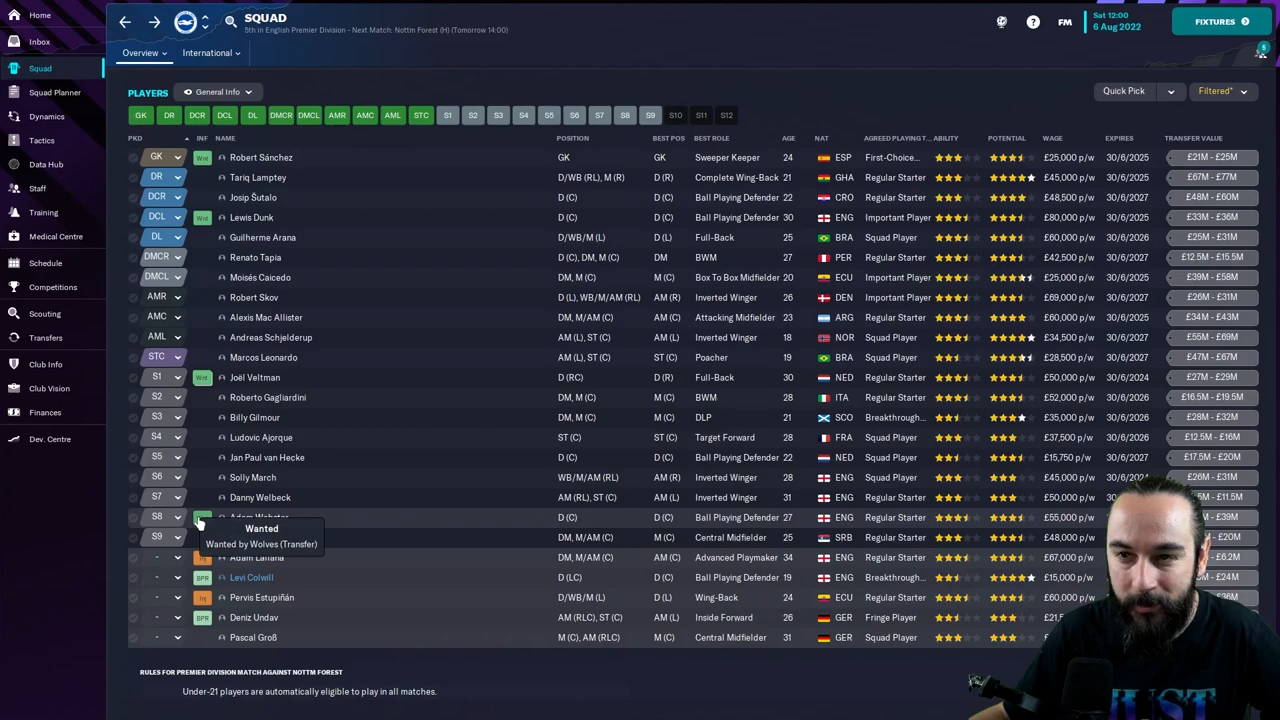 Home
Inbox
Squad
Squad Planner
Dynamics
Tactics
Data Hub
Staff
Training
Medical Centre
Schedule
Competitions
Scouting
Transfers
Club Info
Club Vision
Finances
Dev. Centre
SQUAD
5th in English Premier Division - Next Match: Nottm Forest (H) (Tomorrow 14:00)
FM Sat 12:00 6 Aug 2022 FIXTURES
Overview International 5
PLAYERS General Info Quick Pick Filtered*
GK DR DCR DCL DL DMCR DMCL AMR AMC AML STC S1 S2 S3 S4 S5 S6 S7 S8 S9 S10 S11 S12
PKD INF NAME POSITION BEST POS BEST ROLE AGE NAT AGREED PLAYING T... ABILITY POTENTIAL WAGE EXPIRES TRANSFER VALUE
GK Wnt Robert Sánchez GK GK Sweeper Keeper 24 ESP First-Choice... £25,000 p/w 30/6/2025 £21M - £25M
DR Tariq Lamptey D/WB (RL), M (R) D (R) Complete Wing-Back 21 GHA Regular Starter £45,000 p/w 30/6/2025 £67M - £77M
DCR Josip Šutalo D (C) D (C) Ball Playing Defender 22 CRO Regular Starter £48,500 p/w 30/6/2027 £48M - £60M
DCL Wnt Lewis Dunk D (C) D (C) Ball Playing Defender 30 ENG Important Player £80,000 p/w 30/6/2025 £33M - £36M
DL Guilherme Arana D/WB/M (L) D (L) Full-Back 25 BRA Squad Player £60,000 p/w 30/6/2026 £25M - £31M
DMCR Renato Tapia D (C), DM, M (C) DM BWM 27 PER Regular Starter £42,500 p/w 30/6/2027 £12.5M - £15.5M
DMCL Moisés Caicedo DM, M (C) M (C) Box To Box Midfielder 20 ECU Important Player £25,000 p/w 30/6/2025 £39M - £58M
AMR Robert Skov D (L), WB/M/AM (RL) AM (R) Inverted Winger 26 DEN Important Player £69,000 p/w 30/6/2027 £26M - £31M
AMC Alexis Mac Allister DM, M/AM (C) AM (C) Attacking Midfielder 23 ARG Regular Starter £60,000 p/w 30/6/2025 £34M - £43M
AML Andreas Schjelderup AM (L), ST (C) AM (L) Inverted Winger 18 NOR Squad Player £34,500 p/w 30/6/2027 £55M - £69M
STC Marcos Leonardo AM (L), ST (C) ST (C) Poacher 19 BRA Squad Player £28,500 p/w 30/6/2027 £47M - £67M
S1 Wnt Joël Veltman D (RC) D (R) Full-Back 30 NED Regular Starter £50,000 p/w 30/6/2024 £27M - £29M
S2 Roberto Gagliardini DM, M (C) M (C) BWM 28 ITA Regular Starter £52,000 p/w 30/6/2026 £16.5M - £19.5M
S3 Billy Gilmour DM, M (C) M (C) DLP 21 SCO Breakthrough... £35,000 p/w 30/6/2026 £28M - £32M
S4 Ludovic Ajorque ST (C) ST (C) Target Forward 28 FRA Squad Player £37,500 p/w 30/6/2026 £12.5M - £16M
S5 Jan Paul van Hecke D (C) D (C) Ball Playing Defender 22 NED Squad Player £15,750 p/w 30/6/2027 £17.5M - £20M
S6 Solly March WB/M/AM (RL) AM (R) Inverted Winger 28 ENG Regular Starter £45,000 p/w 30/6/2024 £26M - £31M
S7 Danny Welbeck AM (RL), ST (C) AM (L) Inverted Winger 31 ENG Regular Starter £50,000 p/w
S8 D (C) D (C) Ball Playing Defender 27 ENG Regular Starter £55,000 p/w
S9 DM, M/AM (C) M (C) Central Midfielder 25 SRB Regular Starter £48,000 p/w
Wanted
Wanted by Wolves (Transfer)
- Inj Adam Lallana DM, M/AM (C) AM (C) Advanced Playmaker 34 ENG Regular Starter £67,000 p/w
- BPR Levi Colwill D (LC) D (C) Ball Playing Defender 19 ENG Breakthrough... £15,000 p/w
- Inj Pervis Estupiñán D/WB/M (L) D (L) Wing-Back 24 ECU Regular Starter £60,000 p/w
- BPR Deniz Undav AM (RLC), ST (C) AM (L) Inside Forward 26 GER Fringe Player
- Pascal Groß M (C), AM (RLC) M (C) Central Midfielder 31 GER Squad Player
RULES FOR PREMIER DIVISION MATCH AGAINST NOTTM FOREST
Under-21 players are automatically eligible to play in all matches.
JUST